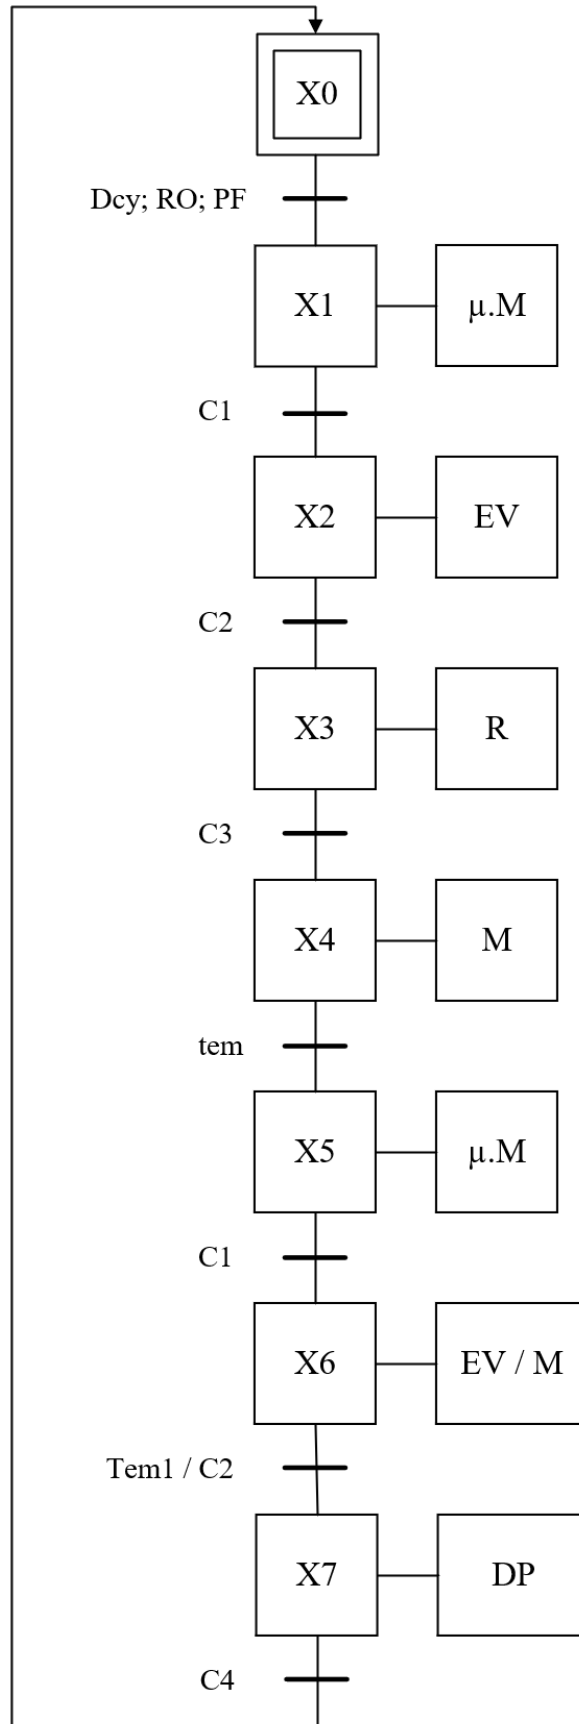 X0
Dcy; RO; PF
X1
µ.M
C1
X2
EV
C2
X3
R
C3
X4
M
tem
X5
µ.M
C1
X6
EV / M
Tem1 / C2
X7
DP
C4